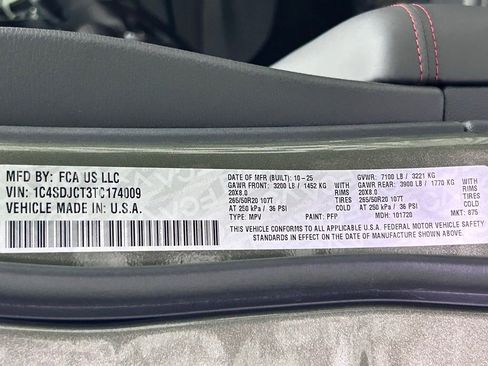 MFD BY: FCA US LLC
VIN: 1C4SDJCT3TC174009
VEHICLE MADE IN: U.S.A.
DATE OF MFR (BUILT): 10-25
GVWR: 7100 LB / 3221 KG
GAWR FRONT: 3200 LB / 1452 KG WITH GAWR REAR: 3900 LB / 1770 KG WITH
20X8.0 RIMS 20X8.0 RIMS
265/50R20 107T TIRES 265/50R20 107T TIRES
AT 250 kPa / 36 PSI COLD AT 250 kPa / 36 PSI COLD
TYPE: MPV PAINT: PFP MDH: 101720 MKT: 875
THIS VEHICLE CONFORMS TO ALL APPLICABLE U.S.A. FEDERAL MOTOR VEHICLE SAFETY
STANDARDS IN EFFECT ON THE DATE OF MANUFACTURE SHOWN ABOVE.